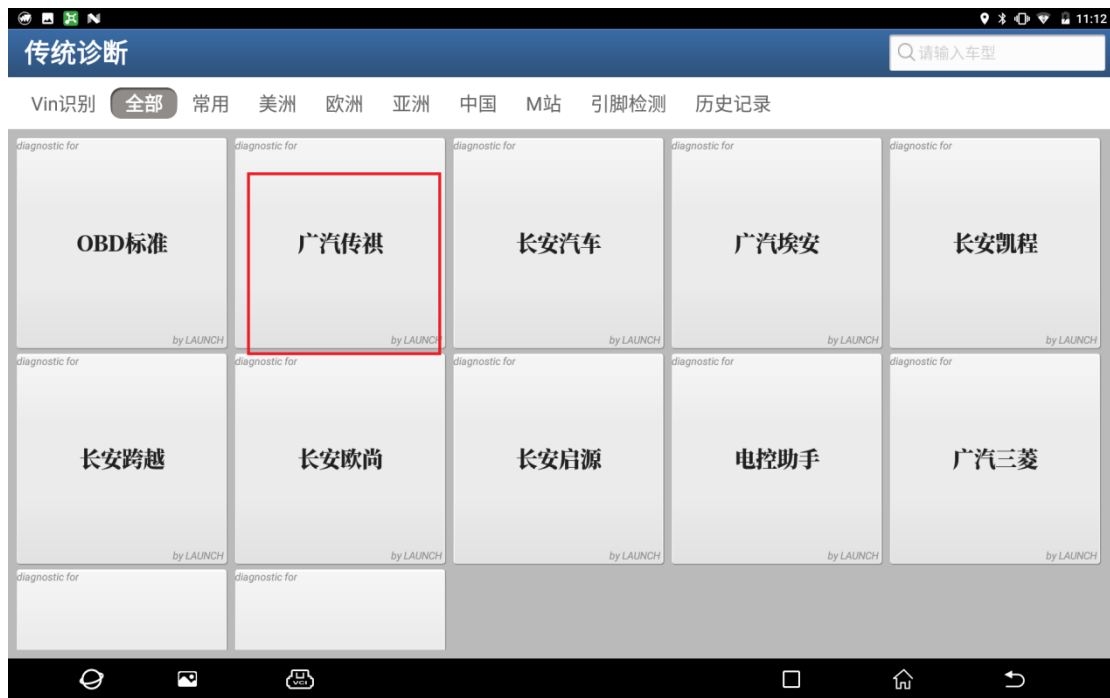 11:12
传统诊断
请输入车型
Vin识别 全部 常用 美洲 欧洲 亚洲 中国 M站 引脚检测 历史记录
diagnostic for diagnostic for diagnostic for diagnostic for diagnostic for
OBD标准 广汽传祺 长安汽车 广汽埃安 长安凯程
by LAUNCH by LAUNCH by LAUNCH by LAUNCH by LAUNCH
diagnostic for diagnostic for diagnostic for diagnostic for diagnostic for
长安跨越 长安欧尚 长安启源 电控助手 广汽三菱
by LAUNCH by LAUNCH by LAUNCH by LAUNCH by LAUNCH
diagnostic for diagnostic for
VCI